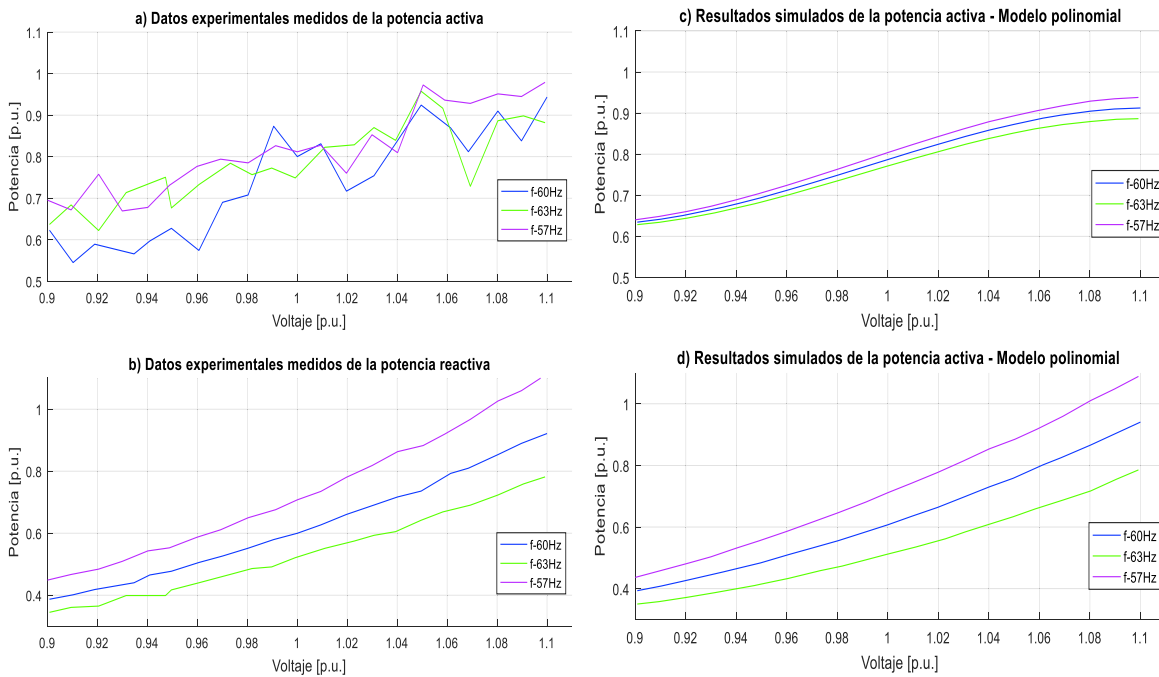 a) Datos experimentales medidos de la potencia activa
1.1
1
0.9
0.8
0.7
0.6
0.5
Potencia [p.u.]
f-60Hz
f-63Hz
f-57Hz
0.9 0.92 0.94 0.96 0.98 1 1.02 1.04 1.06 1.08 1.1
Voltaje [p.u.]
c) Resultados simulados de la potencia activa - Modelo polinomial
1.1
1
0.9
0.8
0.7
0.6
0.5
Potencia [p.u.]
f-60Hz
f-63Hz
f-57Hz
0.9 0.92 0.94 0.96 0.98 1 1.02 1.04 1.06 1.08 1.1
Voltaje [p.u.]
b) Datos experimentales medidos de la potencia reactiva
1
0.8
0.6
0.4
Potencia [p.u.]
f-60Hz
f-63Hz
f-57Hz
0.9 0.92 0.94 0.96 0.98 1 1.02 1.04 1.06 1.08 1.1
Voltaje [p.u.]
d) Resultados simulados de la potencia activa - Modelo polinomial
1
0.8
0.6
0.4
Potencia [p.u.]
f-60Hz
f-63Hz
f-57Hz
0.9 0.92 0.94 0.96 0.98 1 1.02 1.04 1.06 1.08 1.1
Voltaje [p.u.]